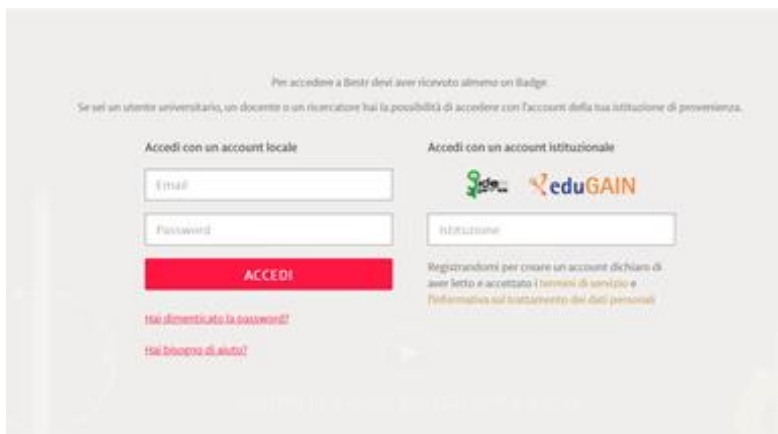 Per accedere a Bestr devi aver ricevuto almeno un Badge.
Se sei un utente universitario, un docente o un ricercatore hai la possibilità di accedere con l'account della tua istituzione di provenienza.
Accedi con un account locale
Email
Password
ACCEDI
Hai dimenticato la password?
Hai bisogno di aiuto?
Accedi con un account istituzionale
eduGAIN
Istituzione
Registrandomi per creare un account dichiaro di
aver letto e accettato i termini di servizio e
l'informativa sul trattamento dei dati personali